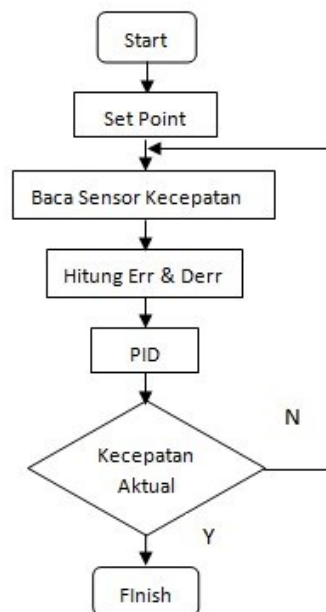 Start
Set Point
Baca Sensor Kecepatan
Hitung Err & Derr
PID
Kecepatan
Aktual
N
Y
FInish